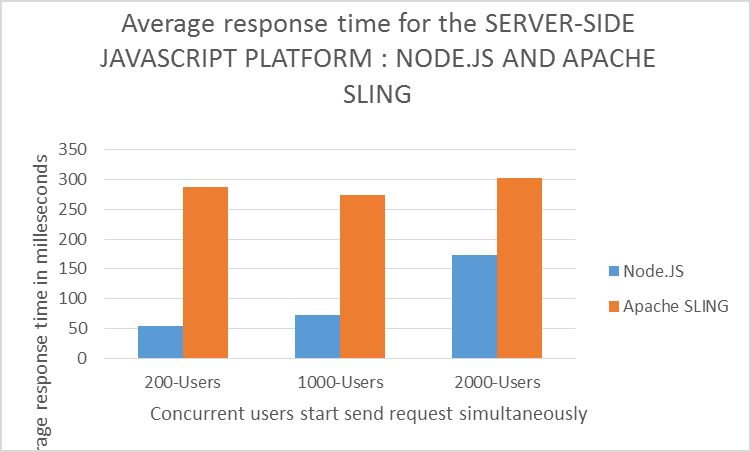 Average response time for the SERVER-SIDE
JAVASCRIPT PLATFORM : NODE.JS AND APACHE
SLING
rage response time in milleseconds
350
300
250
200
150
100
50
0
200-Users
1000-Users
2000-Users
Concurrent users start send request simultaneously
Node.JS
Apache SLING